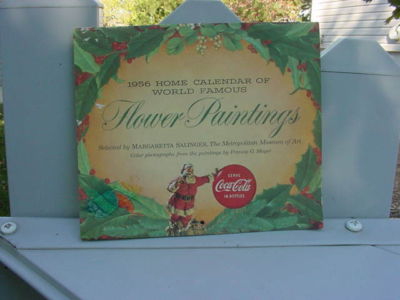 1956 HOME CALENDAR OF
WORLD FAMOUS
Flower Paintings
Selected by MARGARETTA SALINGER, The Metropolitan Museum of Art
Color photographs from the paintings by Francis G. Mayer
SERVE
Coca-Cola
IN BOTTLES